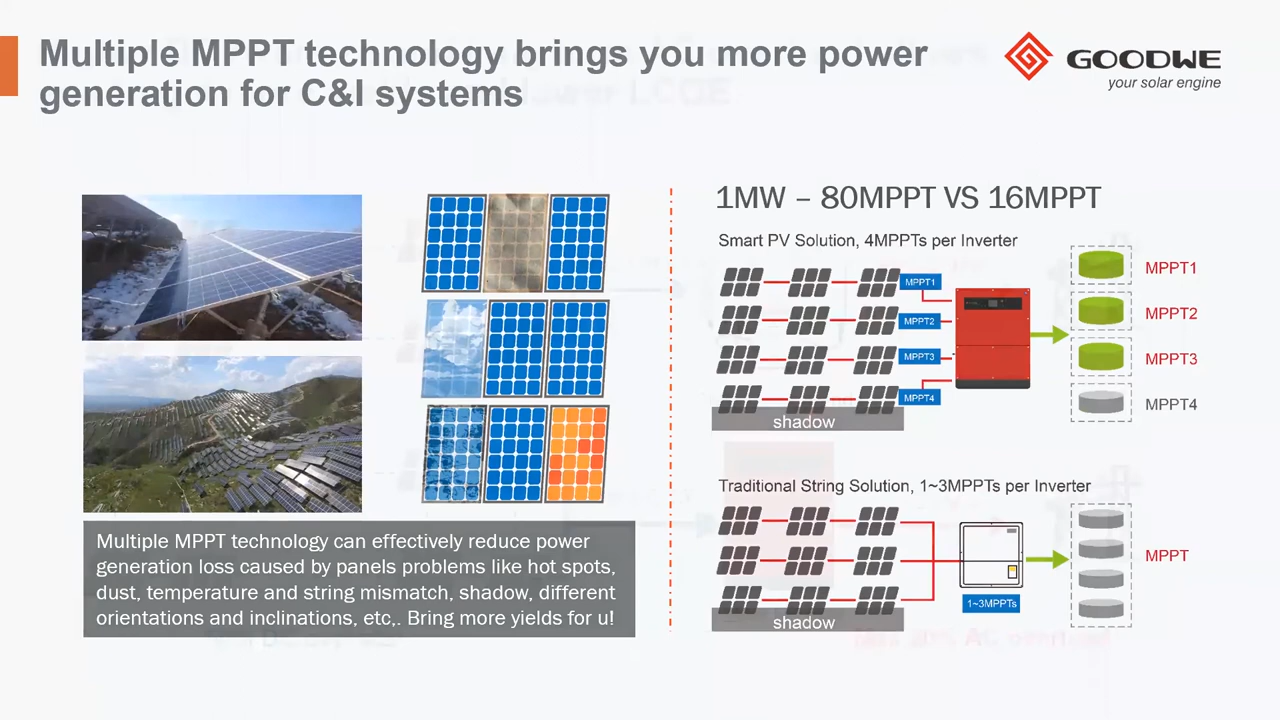 Multiple MPPT technology brings you more power
generation for C&I systems
GOODWE
your solar engine
Multiple MPPT technology can effectively reduce power
generation loss caused by panels problems like hot spots,
dust, temperature and string mismatch, shadow, different
orientations and inclinations, etc,. Bring more yields for u!
1MW – 80MPPT VS 16MPPT
Smart PV Solution, 4MPPTs per Inverter
MPPT1
MPPT2
MPPT3
MPPT4
shadow
MPPT1
MPPT2
MPPT3
MPPT4
Traditional String Solution, 1~3MPPTs per Inverter
1~3MPPTs
shadow
MPPT